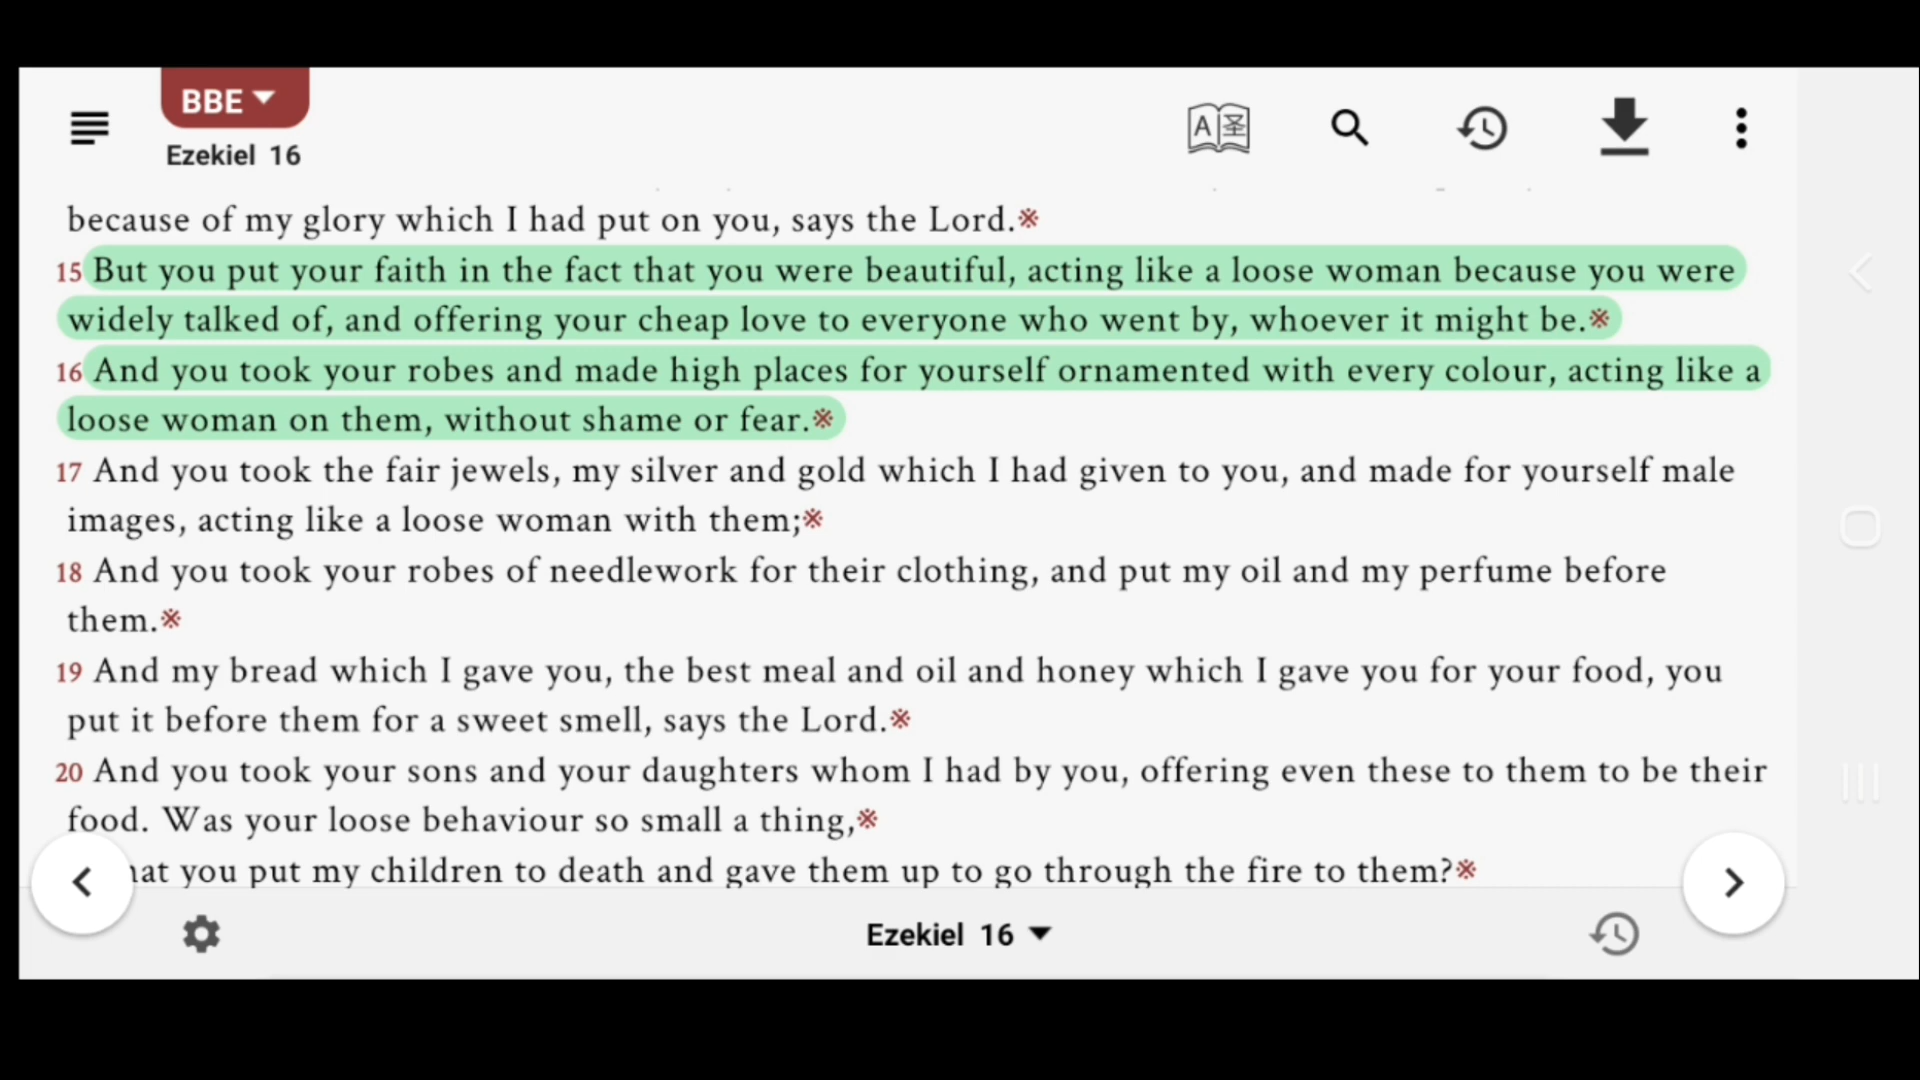 BBE
Ezekiel 16
A 圣
because of my glory which I had put on you, says the Lord.※
15 But you put your faith in the fact that you were beautiful, acting like a loose woman because you were
widely talked of, and offering your cheap love to everyone who went by, whoever it might be.※
16 And you took your robes and made high places for yourself ornamented with every colour, acting like a
loose woman on them, without shame or fear.※
17 And you took the fair jewels, my silver and gold which I had given to you, and made for yourself male
images, acting like a loose woman with them;※
18 And you took your robes of needlework for their clothing, and put my oil and my perfume before
them.※
19 And my bread which I gave you, the best meal and oil and honey which I gave you for your food, you
put it before them for a sweet smell, says the Lord.※
20 And you took your sons and your daughters whom I had by you, offering even these to them to be their
food. Was your loose behaviour so small a thing,※
you put my children to death and gave them up to go through the fire to them?※
Ezekiel 16